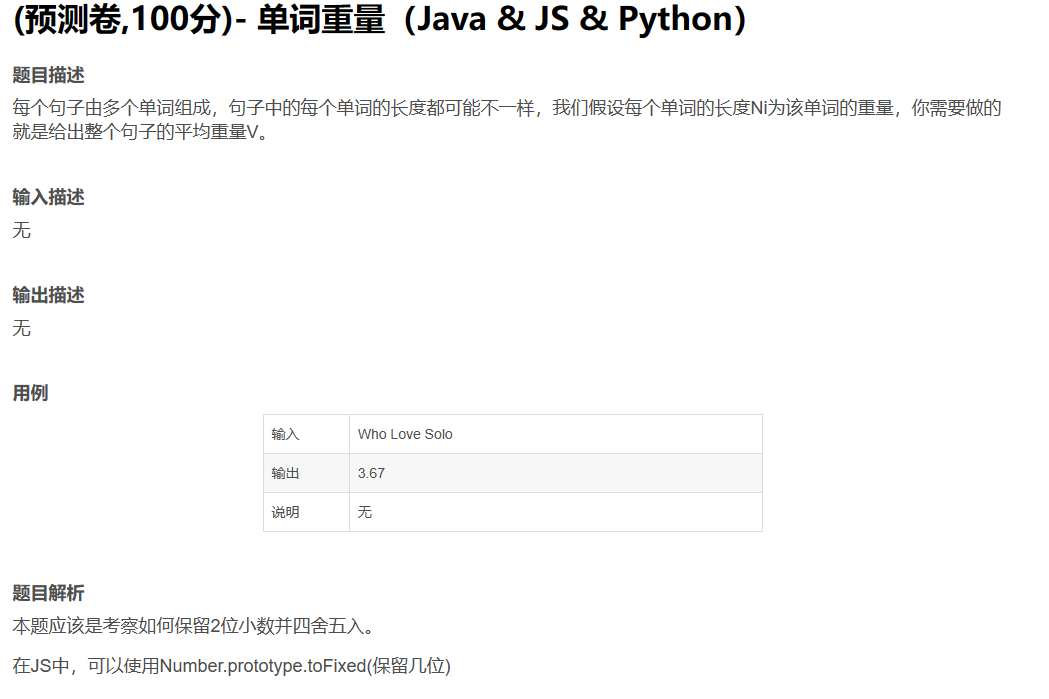 (预测卷,100分)- 单词重量（Java & JS & Python）
题目描述
每个句子由多个单词组成，句子中的每个单词的长度都可能不一样，我们假设每个单词的长度Ni为该单词的重量，你需要做的
就是给出整个句子的平均重量V。
输入描述
无
输出描述
无
用例
输入 Who Love Solo
输出 3.67
说明 无
题目解析
本题应该是考察如何保留2位小数并四舍五入。
在JS中，可以使用Number.prototype.toFixed(保留几位)